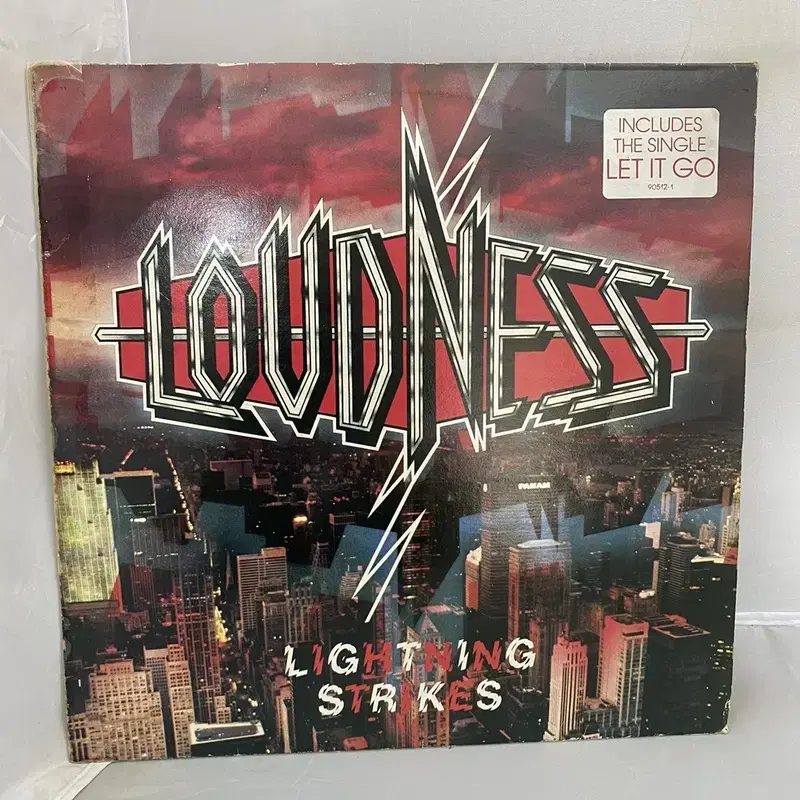 INCLUDES
THE SINGLE
LET IT GO
90512-1
LOUDNESS
PANAM
LIGHTNING
STRIKES